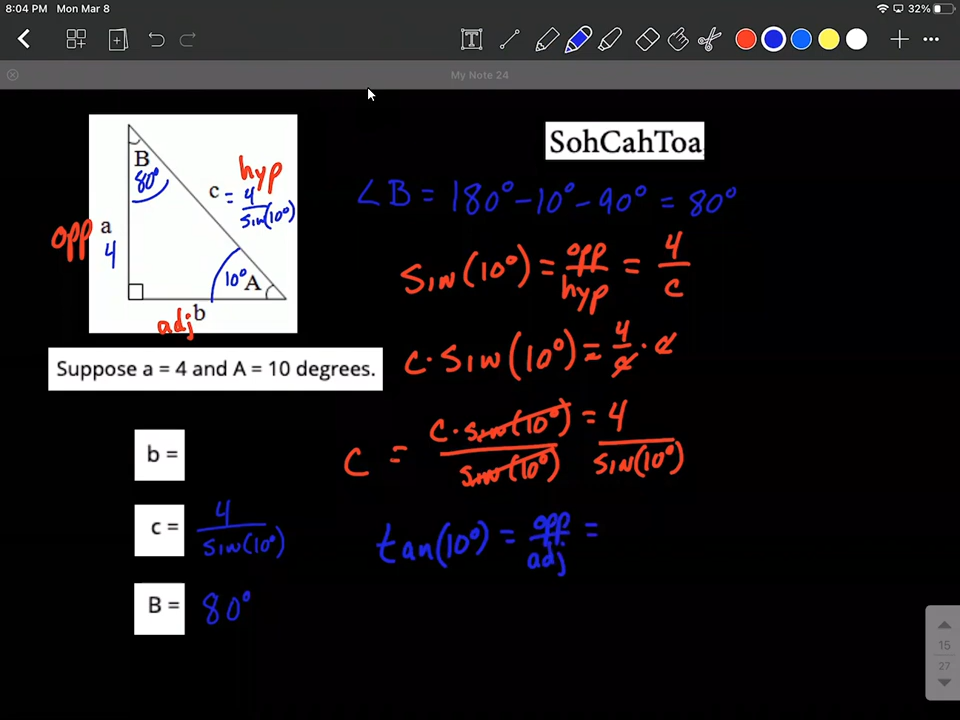 8:04 PM Mon Mar 8 32%
T
My Note 24
SohCahToa
B
80°
hyp
c = 4/sin(10°)
opp a
4
10° A
b
adj
Suppose a = 4 and A = 10 degrees.
∠B = 180° - 10° - 90° = 80°
sin(10°) = opp/hyp = 4/c
c · sin(10°) = 4/c · c
c = c · sin(10°)/sin(10°) = 4/sin(10°)
tan(10°) = opp/adj =
b =
c = 4/sin(10°)
B = 80°
15
27